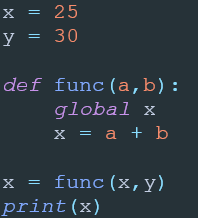 x = 25
y = 30

def func(a,b):
    global x
    x = a + b

x = func(x,y)
print(x)